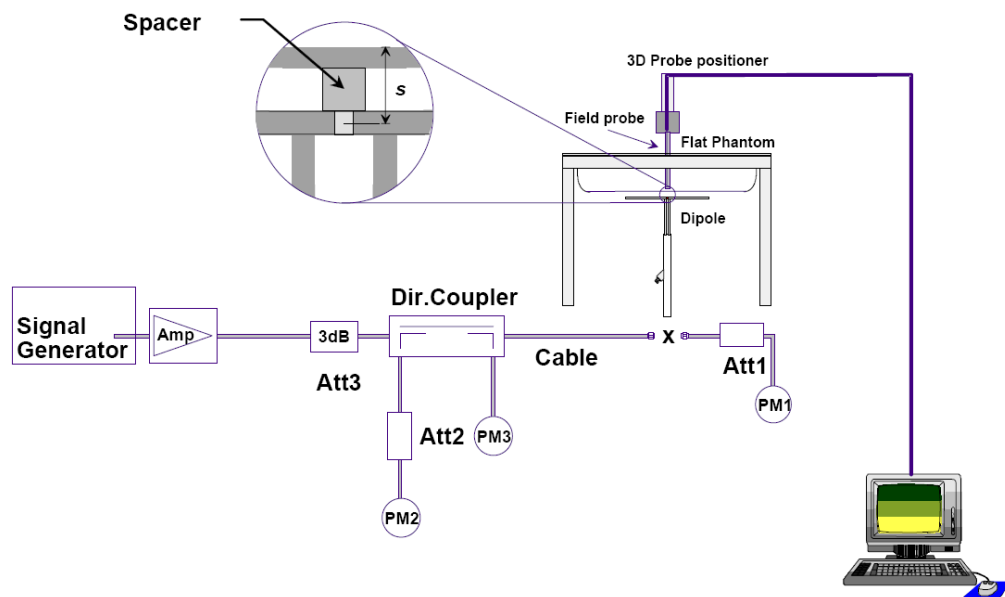 Spacer
s
3D Probe positioner
Field probe
Flat Phantom
Dipole
Dir.Coupler
Signal
Generator
Amp
3dB
Att3
Cable
x
Att1
PM1
Att2
PM3
PM2